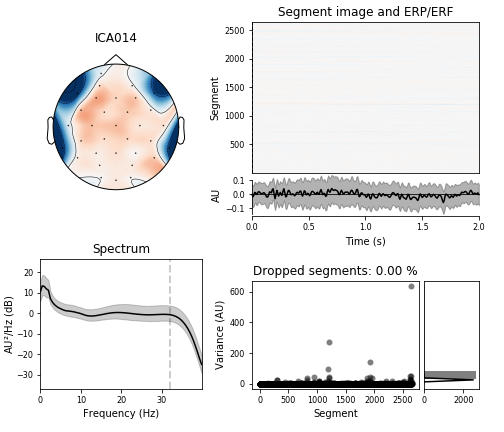 ICA014
Segment image and ERP/ERF
Segment
2500
2000
1500
1000
500
AU
0.1
0.0
−0.1
0.0 0.5 1.0 1.5 2.0
Time (s)
Spectrum
AU²/Hz (dB)
20
10
0
−10
−20
−30
0 10 20 30
Frequency (Hz)
Dropped segments: 0.00 %
Variance (AU)
600
400
200
0
0 500 1000 1500 2000 2500
Segment
0 2000